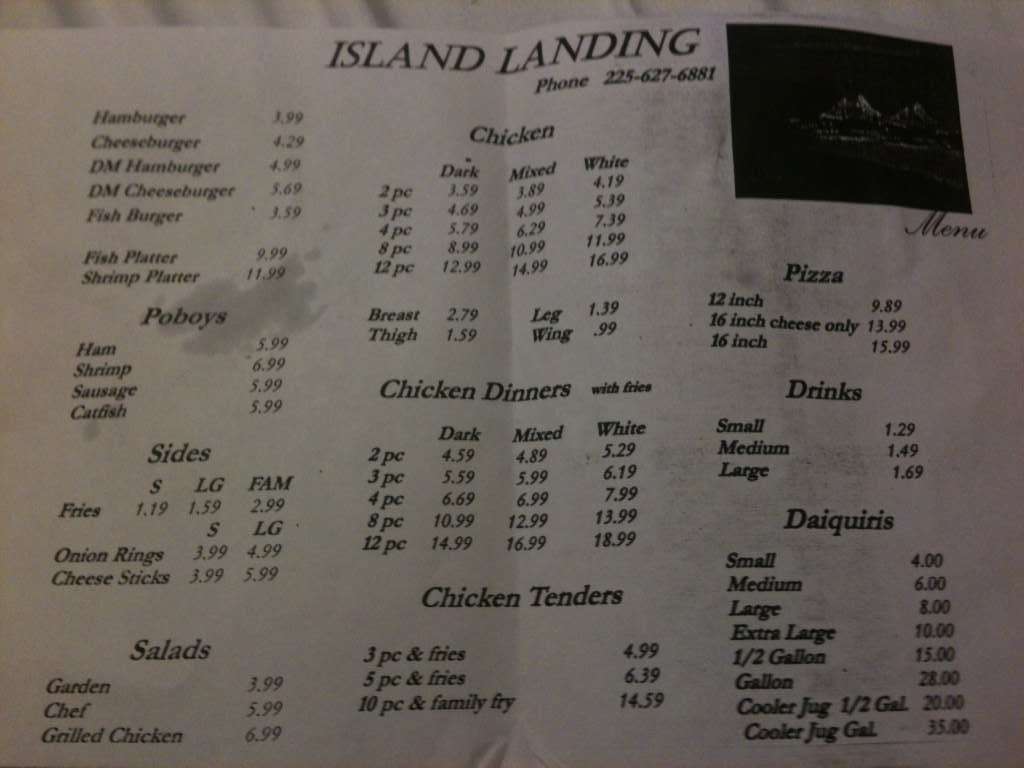 ISLAND LANDING
Phone 225-627-6881
Menu
Hamburger 3.99
Cheeseburger 4.29
DM Hamburger 4.99
DM Cheeseburger 5.69
Fish Burger 3.59
Fish Platter 9.99
Shrimp Platter 11.99
Poboys
Ham 5.99
Shrimp 6.99
Sausage 5.99
Catfish 5.99
Sides
S LG FAM
Fries 1.19 1.59 2.99
S LG
Onion Rings 3.99 4.99
Cheese Sticks 3.99 5.99
Salads
Garden 3.99
Chef 5.99
Grilled Chicken 6.99
Chicken
Dark Mixed White
2 pc 3.59 3.89 4.19
3 pc 4.69 4.99 5.39
4 pc 5.79 6.29 7.39
8 pc 8.99 10.99 11.99
12 pc 12.99 14.99 16.99
Breast 2.79 Leg 1.39
Thigh 1.59 Wing .99
Chicken Dinners with fries
Dark Mixed White
2 pc 4.59 4.89 5.29
3 pc 5.59 5.99 6.19
4 pc 6.69 6.99 7.99
8 pc 10.99 12.99 13.99
12 pc 14.99 16.99 18.99
Chicken Tenders
3 pc & fries 4.99
5 pc & fries 6.39
10 pc & family fry 14.59
Pizza
12 inch 9.89
16 inch cheese only 13.99
16 inch 15.99
Drinks
Small 1.29
Medium 1.49
Large 1.69
Daiquiris
Small 4.00
Medium 6.00
Large 8.00
Extra Large 10.00
1/2 Gallon 15.00
Gallon 28.00
Cooler Jug 1/2 Gal. 20.00
Cooler Jug Gal. 35.00